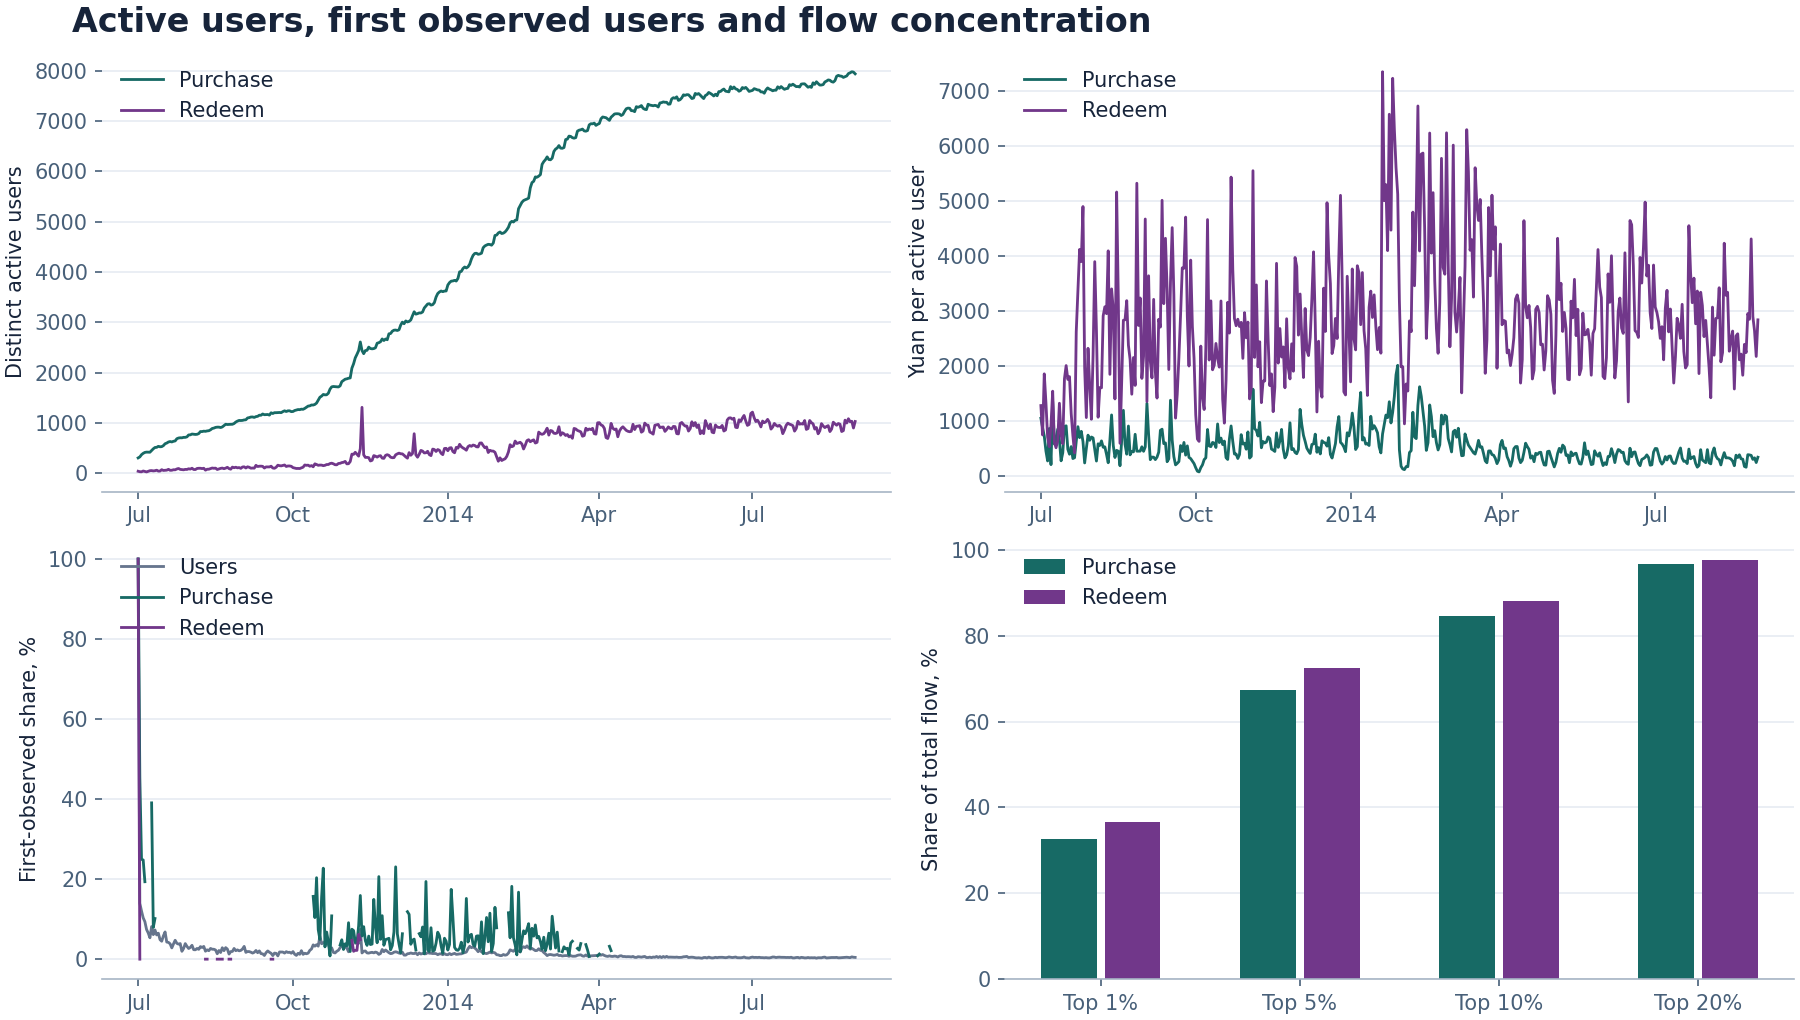 Active users, first observed users and flow concentration
Distinct active users
8000
7000
6000
5000
4000
3000
2000
1000
0
Purchase
Redeem
Jul
Oct
2014
Apr
Jul
Yuan per active user
7000
6000
5000
4000
3000
2000
1000
0
Purchase
Redeem
Jul
Oct
2014
Apr
Jul
First-observed share, %
100
80
60
40
20
0
Users
Purchase
Redeem
Jul
Oct
2014
Apr
Jul
Share of total flow, %
100
80
60
40
20
0
Purchase
Redeem
Top 1%
Top 5%
Top 10%
Top 20%